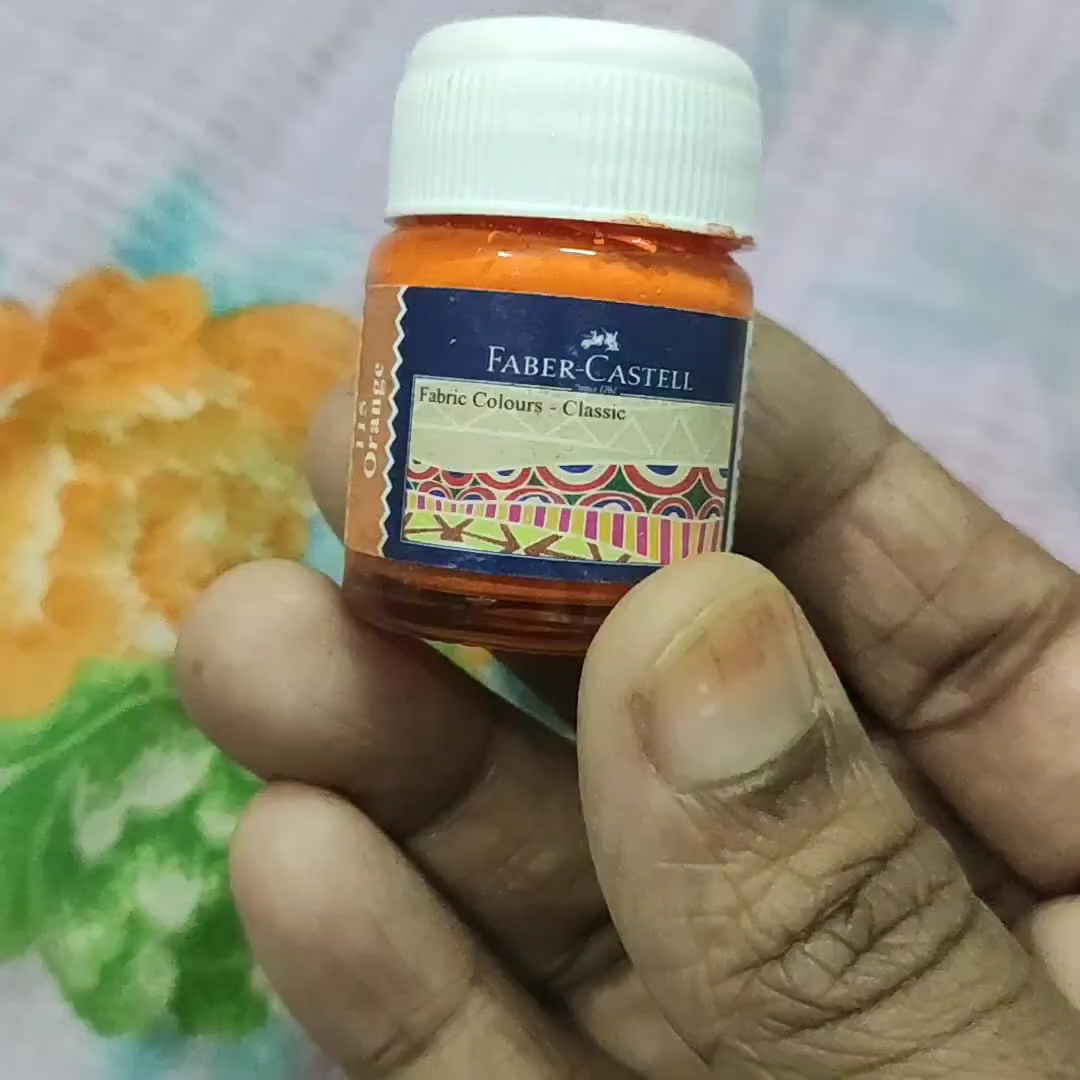 FABER-CASTELL
Since 1761
Fabric Colours - Classic
115
Orange